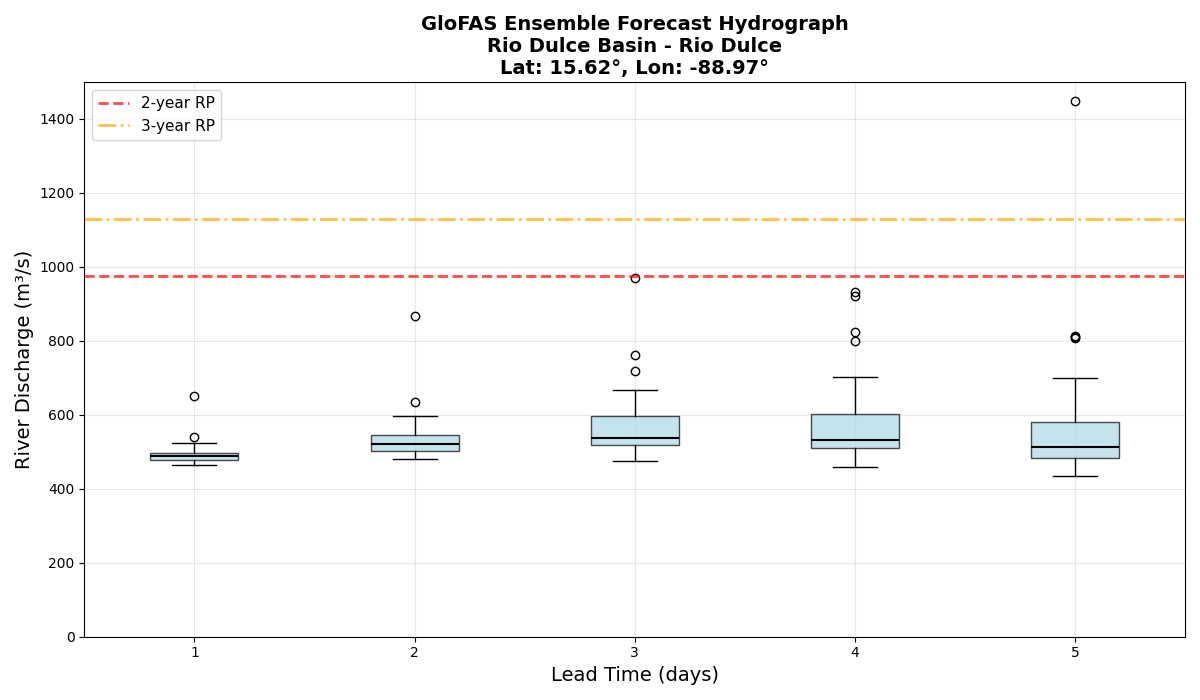 GloFAS Ensemble Forecast Hydrograph
Rio Dulce Basin - Rio Dulce
Lat: 15.62°, Lon: -88.97°
2-year RP
3-year RP
River Discharge (m³/s)
1400
1200
1000
800
600
400
200
0
1 2 3 4 5
Lead Time (days)